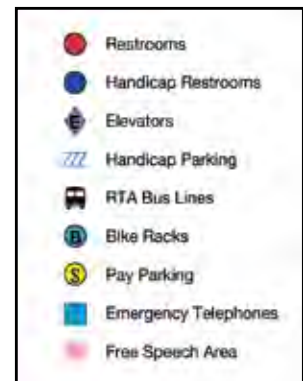 Restrooms
Handicap Restrooms
E Elevators
Handicap Parking
RTA Bus Lines
B Bike Racks
S Pay Parking
Emergency Telephones
Free Speech Area